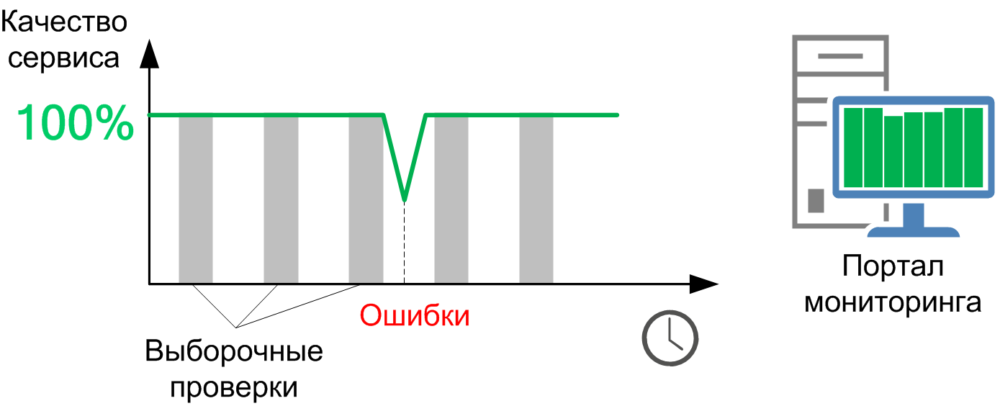 Качество
сервиса
100%
Ошибки
Выборочные
проверки
Портал
мониторинга